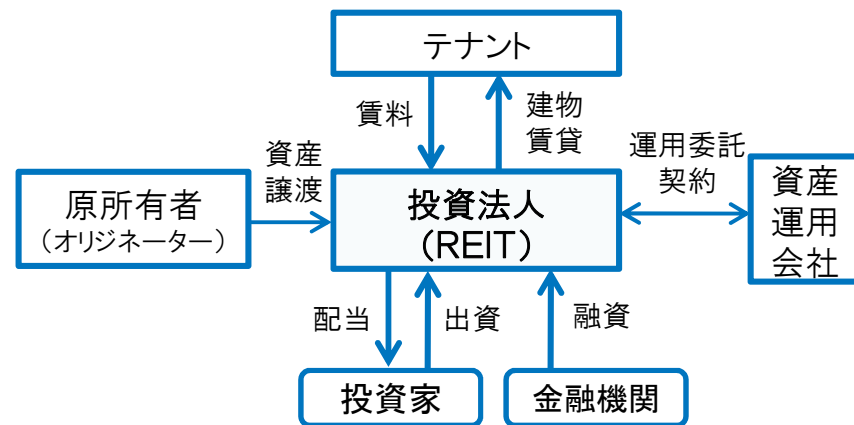 テナント
賃料
建物
賃貸
資産
譲渡
運用委託
契約
原所有者
（オリジネーター）
投資法人
(REIT)
資産
運用
会社
配当
出資
融資
投資家
金融機関